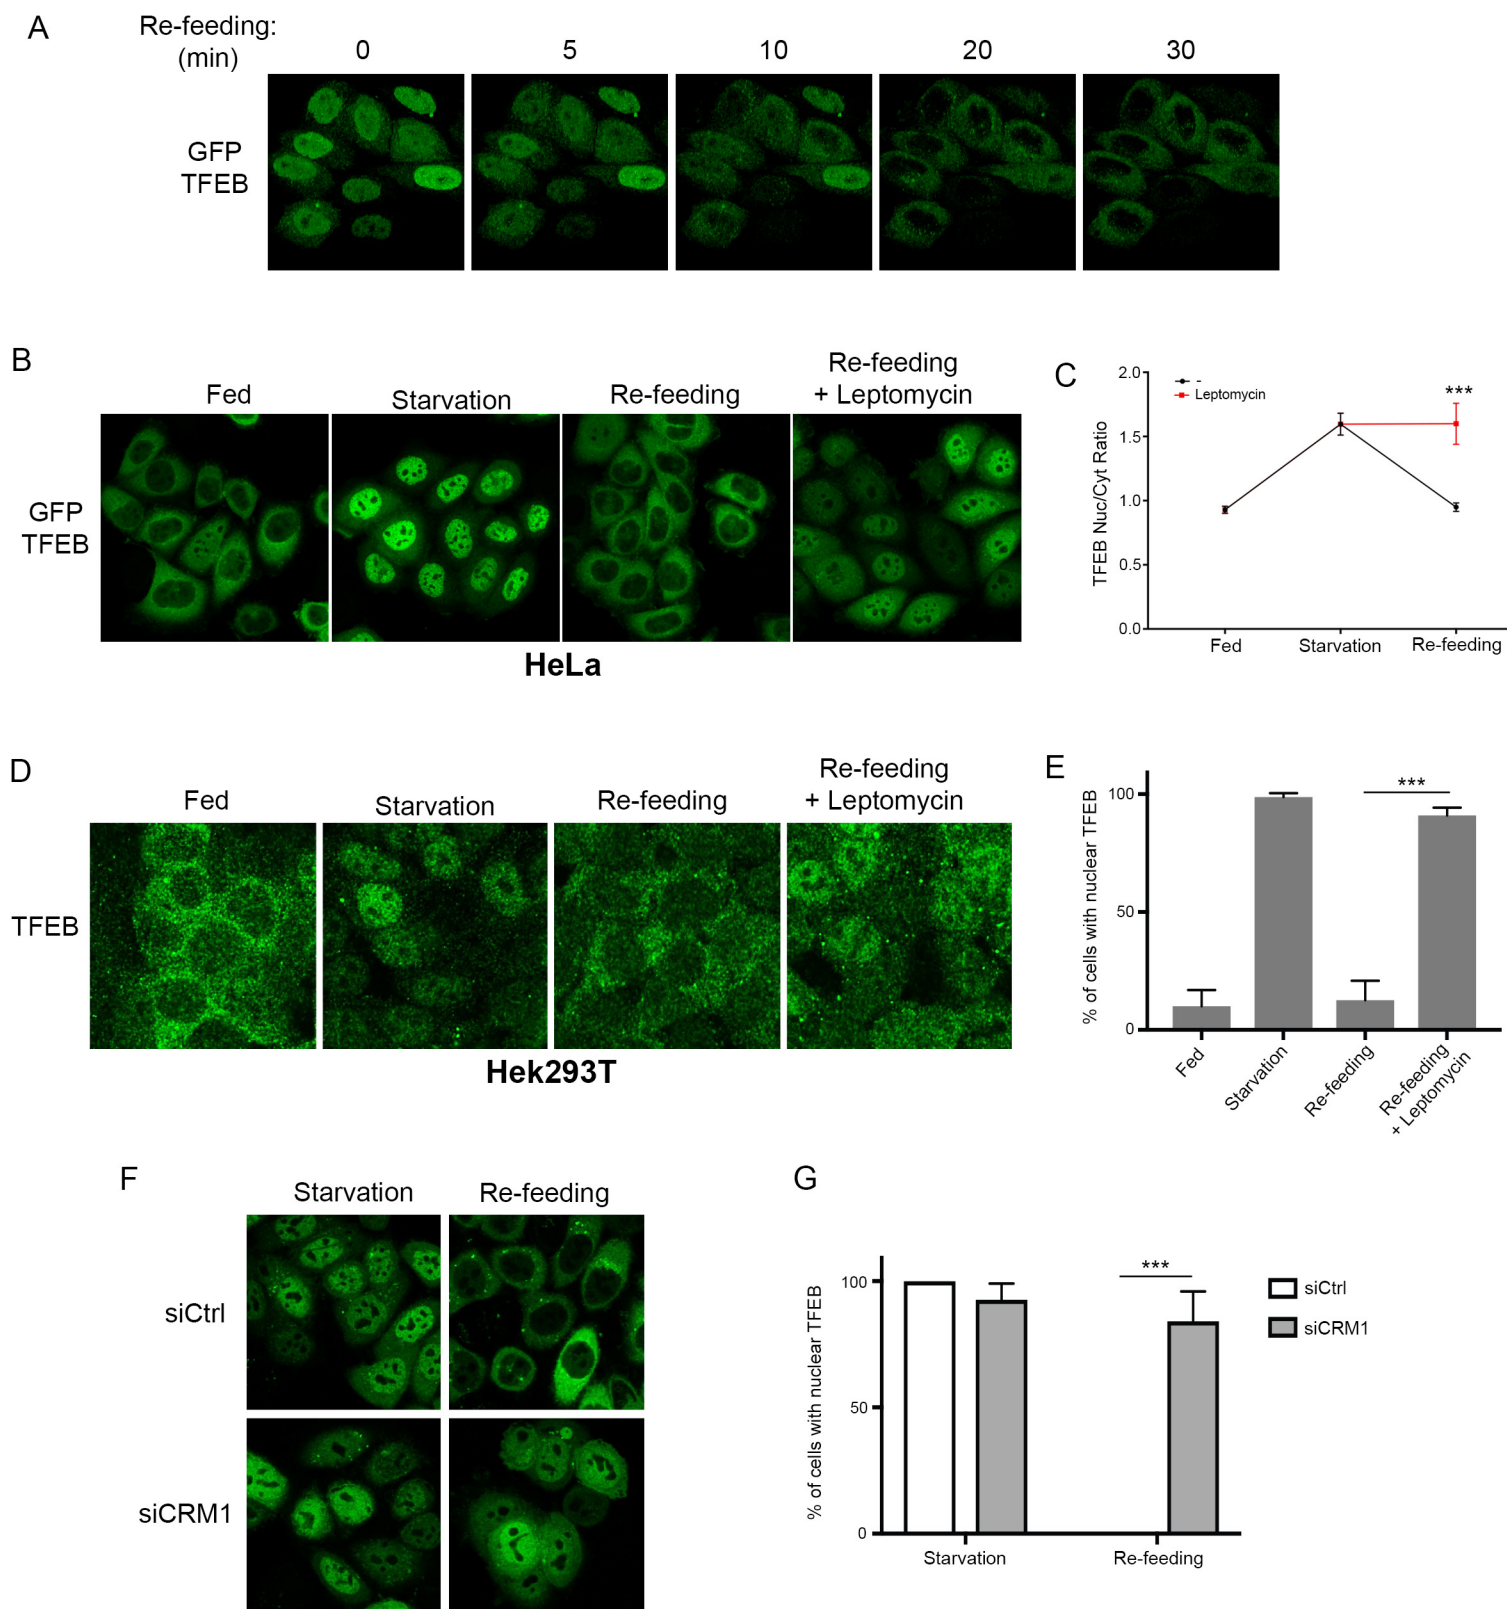 A
Re-feeding:
(min)
0 5 10 20 30
GFP
TFEB
B
Fed
Starvation
Re-feeding
Re-feeding
+ Leptomycin
GFP
TFEB
HeLa
C
-
Leptomycin
***
TFEB Nuc/Cyt Ratio
2.0
1.5
1.0
0.5
0.0
Fed
Starvation
Re-feeding
D
Fed
Starvation
Re-feeding
Re-feeding
+ Leptomycin
TFEB
Hek293T
E
% of cells with nuclear TFEB
100
50
0
***
Fed
Starvation
Re-feeding
Re-feeding
+ Leptomycin
F
Starvation
Re-feeding
siCtrl
siCRM1
G
% of cells with nuclear TFEB
100
50
0
***
siCtrl
siCRM1
Starvation
Re-feeding